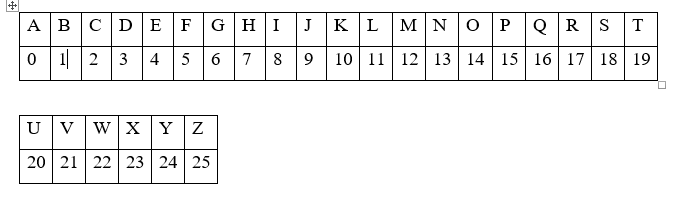 A B C D E F G H I J K L M N O P Q R S T
0 1 2 3 4 5 6 7 8 9 10 11 12 13 14 15 16 17 18 19
U V W X Y Z
20 21 22 23 24 25